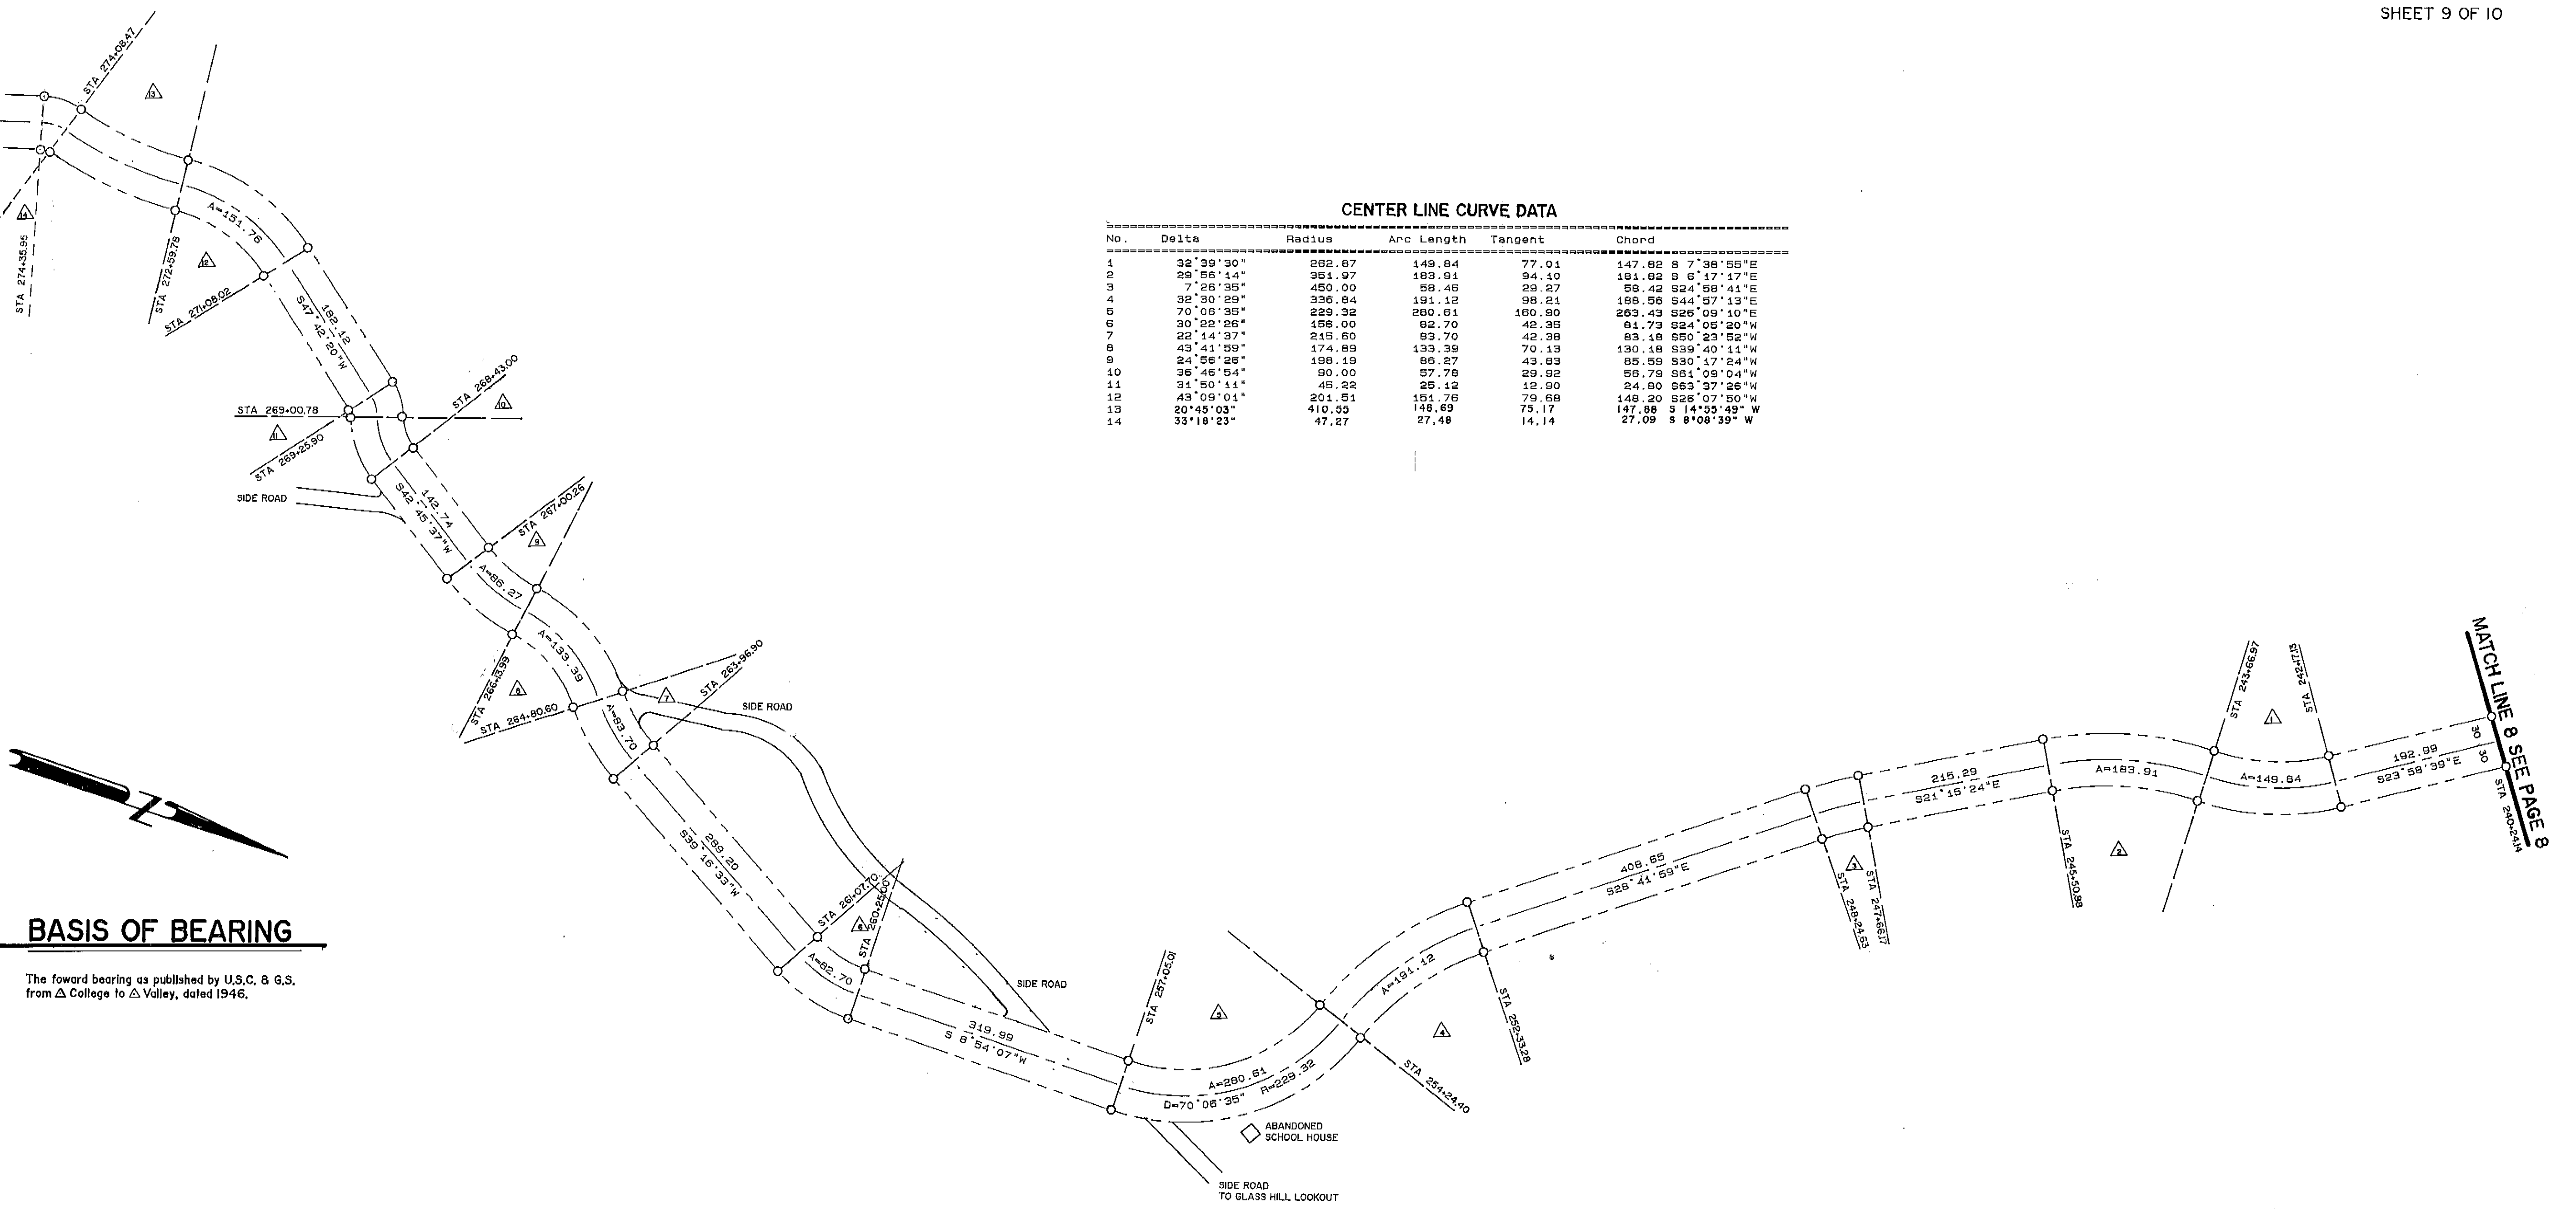 SHEET 9 OF 10
STA 274+08.47
13
14
STA 274+35.95
A=151.76
12
STA 272+59.78
STA 271+08.02
182.12
S47°42'20"W
STA 268+43.00
10
STA 269+00.78
11
STA 269+25.90
SIDE ROAD
142.74
S42°45'37"W
STA 267+00.26
9
A=86.27
A=133.39
8
STA 266+13.99
STA 264+80.60
A=83.70
7
STA 263+96.90
SIDE ROAD
289.20
S39°16'33"W
STA 261+07.70
6
STA 260+25.00
A=82.70
SIDE ROAD
319.99
S 8°54'07"W
STA 257+05.01
5
A=280.61
D=70°06'35" R=229.32
ABANDONED
SCHOOL HOUSE
SIDE ROAD
TO GLASS HILL LOOKOUT
STA 254+24.40
4
A=191.12
STA 252+33.28
408.65
S28°41'59"E
3
STA 248+24.63
STA 247+66.17
215.29
S21°15'24"E
STA 245+50.88
2
A=183.91
STA 243+66.97
1
STA 242+17.13
A=149.84
192.99
S23°58'39"E
30
30
MATCH LINE 8 SEE PAGE 8
STA 240+24.14
CENTER LINE CURVE DATA
No. Delta Radius Arc Length Tangent Chord
1 32°39'30" 262.87 149.84 77.01 147.82 S 7°38'55"E
2 29°56'14" 351.97 183.91 94.10 181.82 S 6°17'17"E
3 7°26'35" 450.00 58.46 29.27 58.42 S24°58'41"E
4 32°30'29" 336.84 191.12 98.21 188.56 S44°57'13"E
5 70°06'35" 229.32 280.61 160.90 263.43 S26°09'10"E
6 30°22'26" 156.00 82.70 42.35 81.73 S24°05'20"W
7 22°14'37" 215.60 83.70 42.38 83.18 S50°23'52"W
8 43°41'59" 174.89 133.39 70.13 130.18 S39°40'11"W
9 24°56'26" 198.19 86.27 43.83 85.59 S30°17'24"W
10 36°46'54" 90.00 57.78 29.92 56.79 S61°09'04"W
11 31°50'11" 45.22 25.12 12.90 24.80 S63°37'26"W
12 43°09'01" 201.51 151.76 79.68 148.20 S26°07'50"W
13 20°45'03" 410.55 148.69 75.17 147.88 S 14°55'49" W
14 33°18'23" 47.27 27.48 14.14 27.09 S 8°08'39" W
N
BASIS OF BEARING
The foward bearing as published by U.S.C. & G.S.
from △ College to △ Valley, dated 1946.